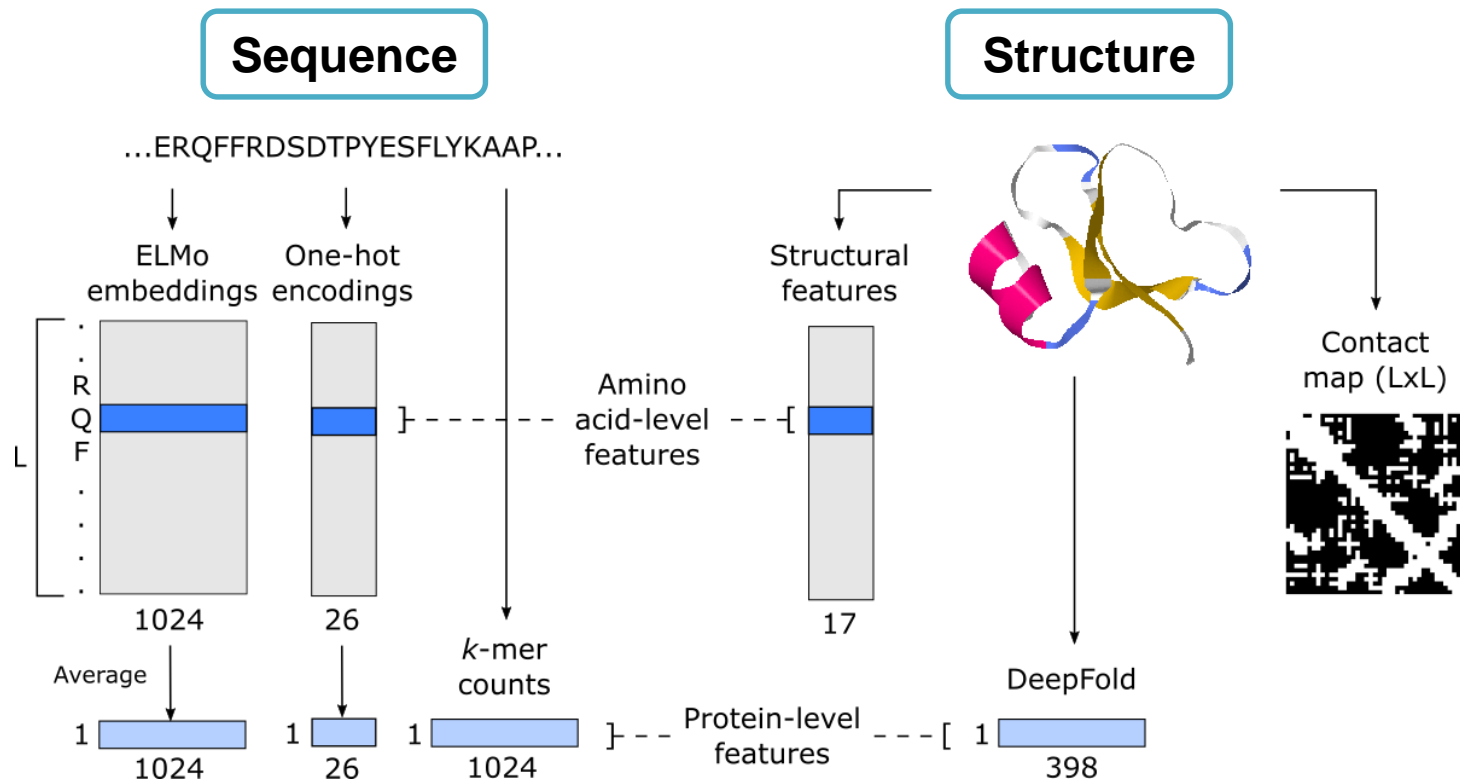 Sequence
Structure
...ERQFFRDSDTPYESFLYKAAP...
ELMo
embeddings
One-hot
encodings
Structural
features
Contact
map (LxL)
L
.
.
R
Q
F
.
.
.
.
Amino
acid-level
features
1024
26
17
Average
k-mer
counts
DeepFold
1
1
1
Protein-level
features
1
1024
26
1024
398